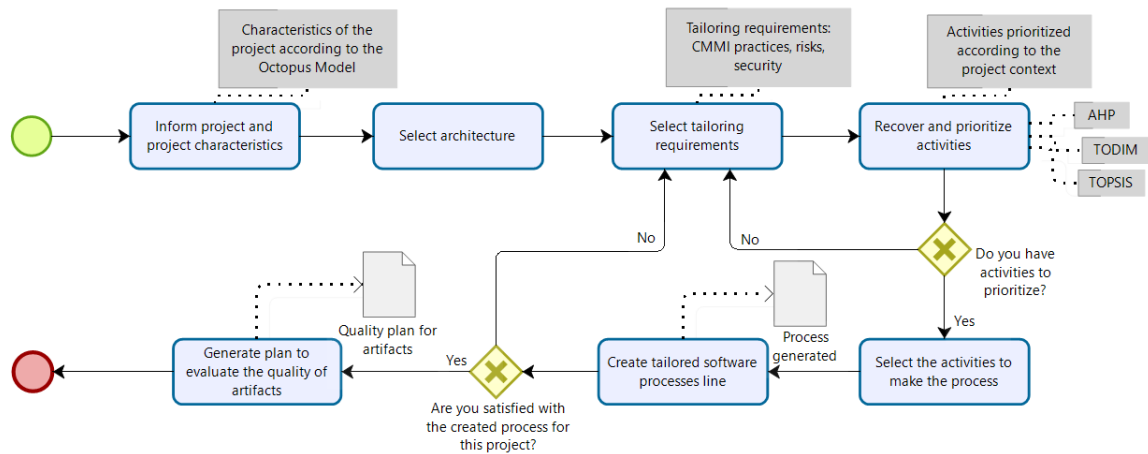 Characteristics of
the project according to the
Octopus Model
Tailoring requirements:
CMMI practices, risks,
security
Activities prioritized
according to the
project context
Inform project and
project characteristics
Select architecture
Select tailoring
requirements
Recover and prioritize
activities
AHP
TODIM
TOPSIS
No
No
Do you have
activities to
prioritize?
Yes
Quality plan for
artifacts
Process
generated
Generate plan to
evaluate the quality of
artifacts
Yes
Are you satisfied with
the created process for
this project?
Create tailored software
processes line
Select the activities to
make the process